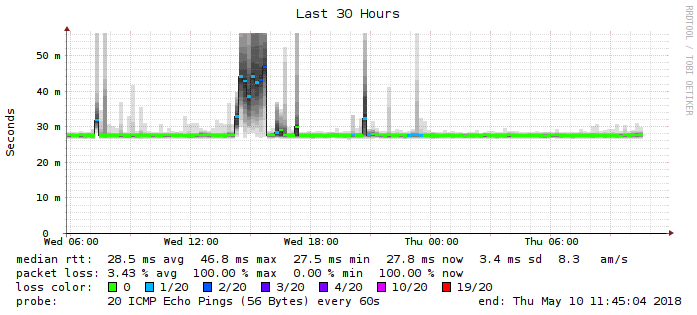 Last 30 Hours
RRDTOOL / TOBI OETIKER
Seconds
50 m
40 m
30 m
20 m
10 m
0
Wed 06:00 Wed 12:00 Wed 18:00 Thu 00:00 Thu 06:00
median rtt: 28.5 ms avg 46.8 ms max 27.5 ms min 27.8 ms now 3.4 ms sd 8.3 am/s
packet loss: 3.43 % avg 100.00 % max 0.00 % min 100.00 % now
loss color: 0 1/20 2/20 3/20 4/20 10/20 19/20
probe: 20 ICMP Echo Pings (56 Bytes) every 60s end: Thu May 10 11:45:04 2018